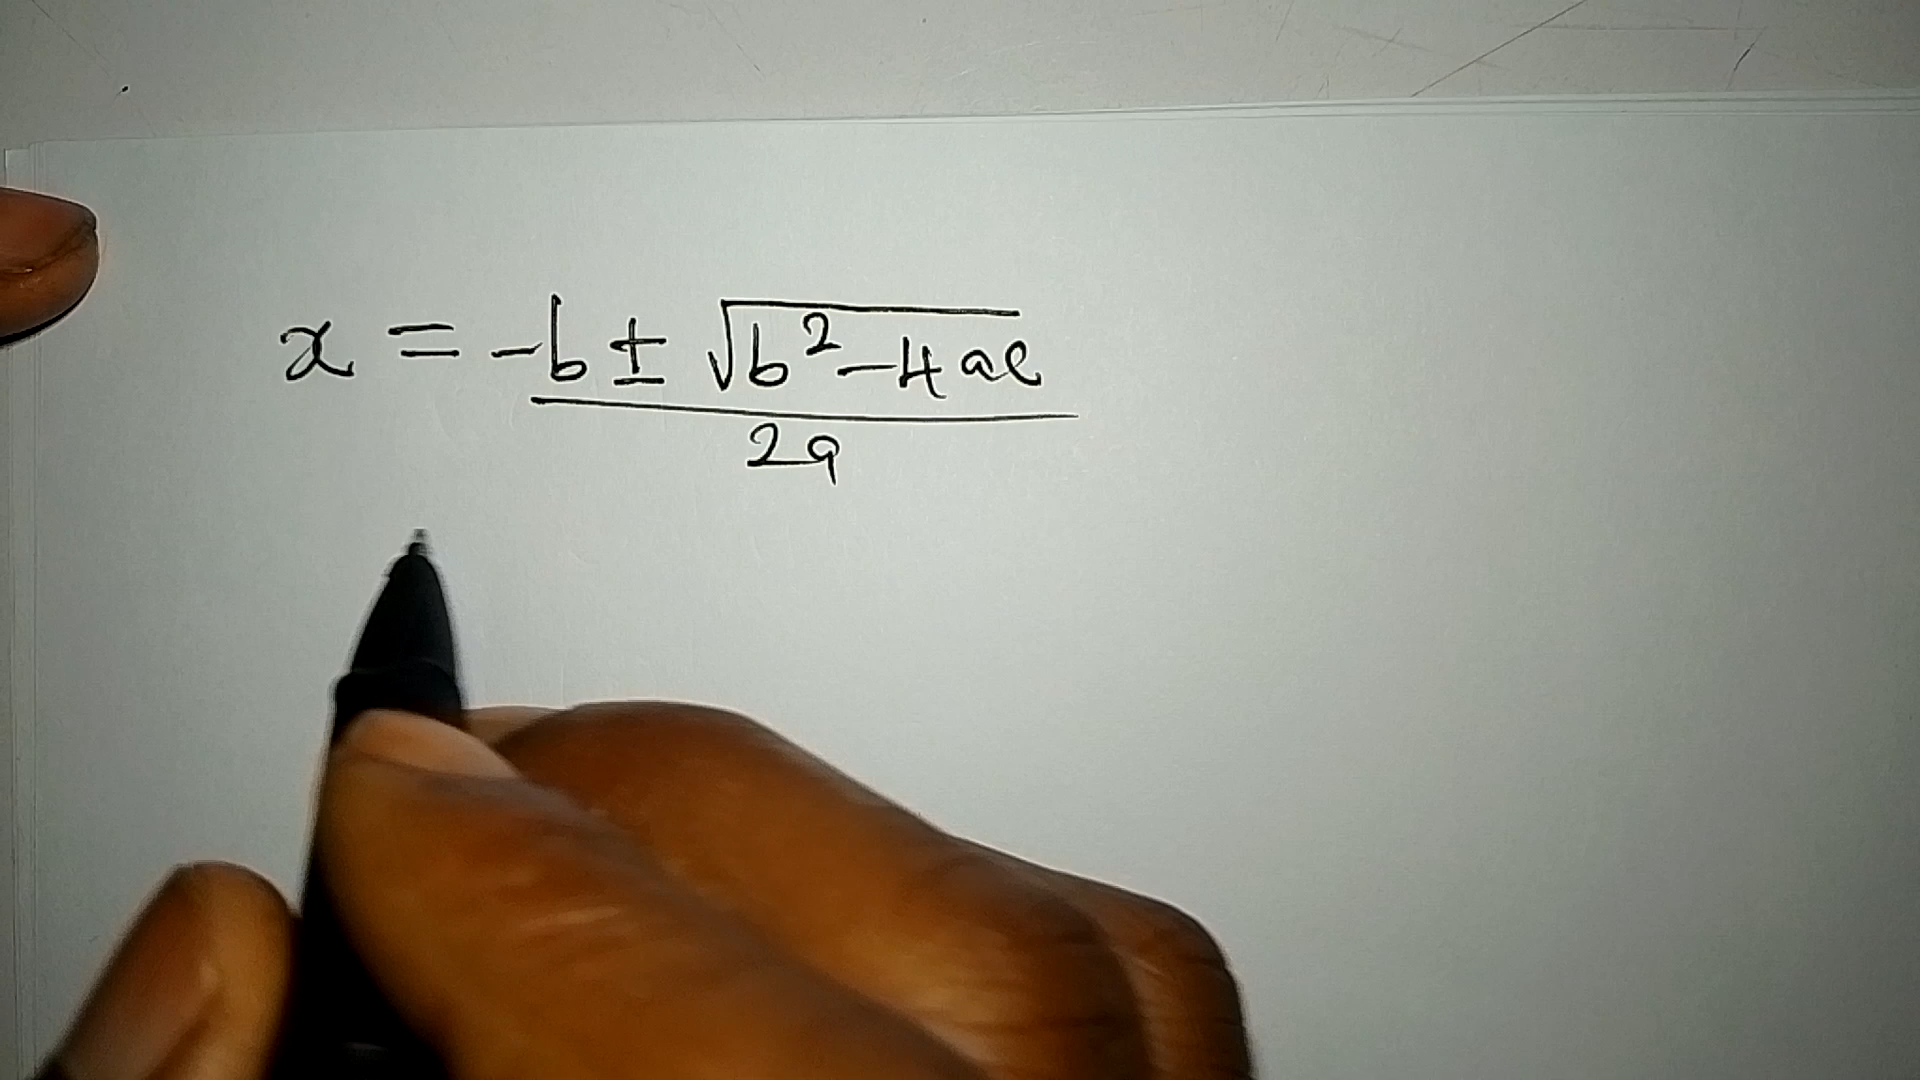 x = -b ± √b² - 4ac
2a